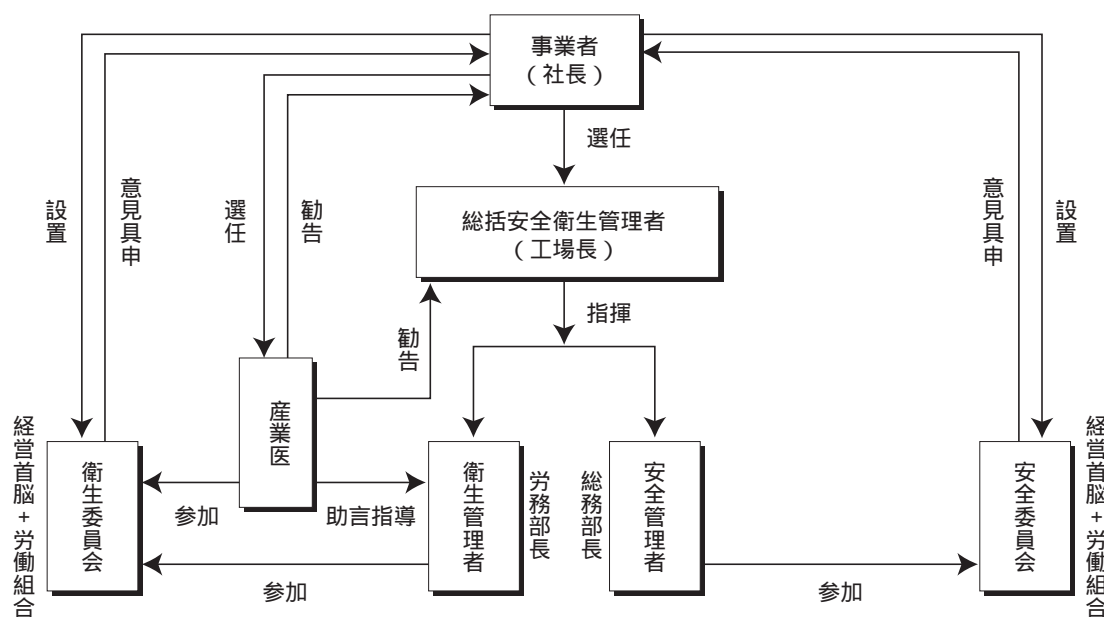 事業者
(社長)
選任
総括安全衛生管理者
(工場長)
指揮
設置
意見具申
選任
勧告
勧告
意見具申
設置
経営首脳+労働組合
衛生委員会
産業医
衛生管理者
労務部長
総務部長
安全管理者
安全委員会
経営首脳+労働組合
参加
助言指導
参加
参加